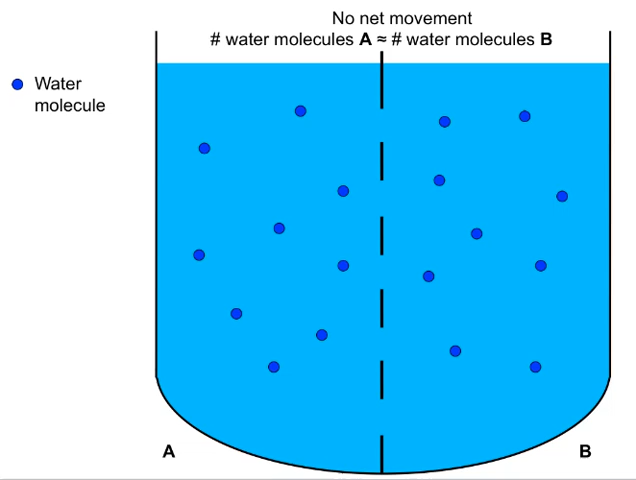 No net movement
# water molecules A ≈ # water molecules B
Water
molecule
A
B